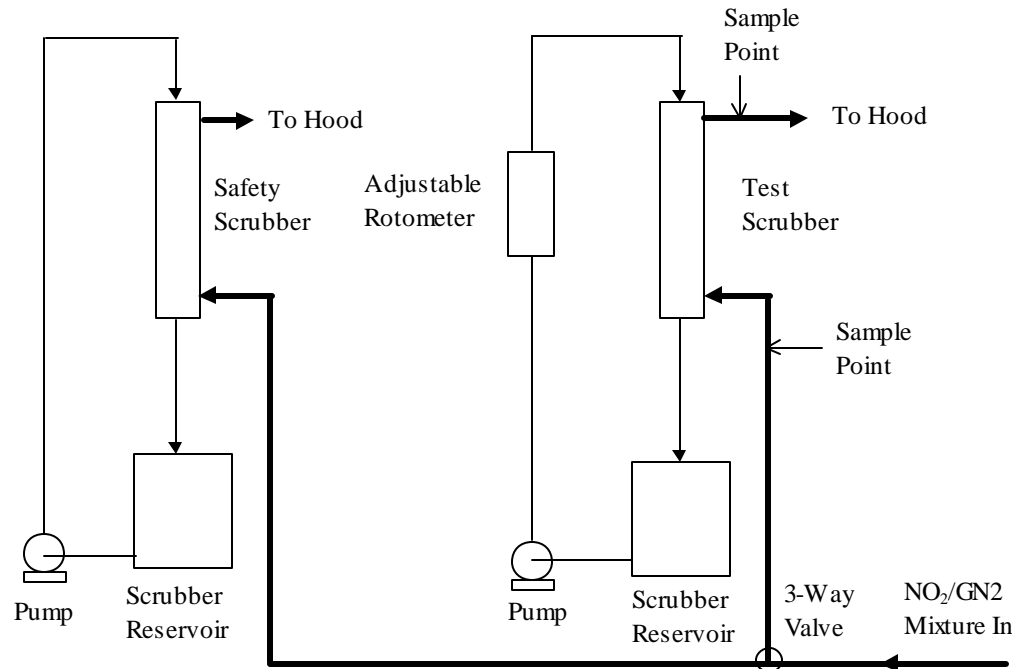 Sample
Point
To Hood
To Hood
Safety
Scrubber
Adjustable
Rotometer
Test
Scrubber
Sample
Point
Pump
Scrubber
Reservoir
Pump
Scrubber
Reservoir
3-Way
Valve
NO₂/GN2
Mixture In